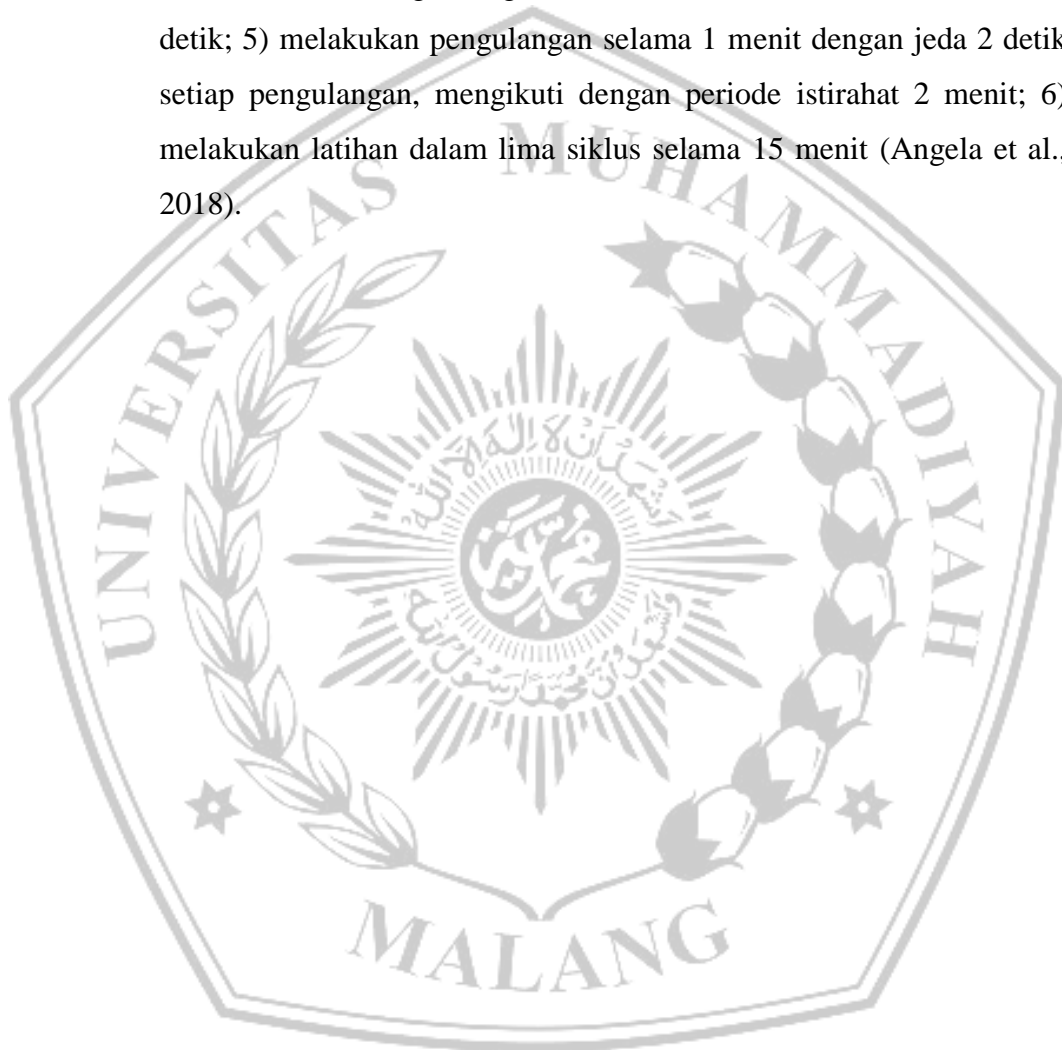 detik; 5) melakukan pengulangan selama 1 menit dengan jeda 2 detik
setiap pengulangan, mengikuti dengan periode istirahat 2 menit; 6)
melakukan latihan dalam lima siklus selama 15 menit (Angela et al.,
2018).
UNIVERSITAS MUHAMMADIYAH
MALANG